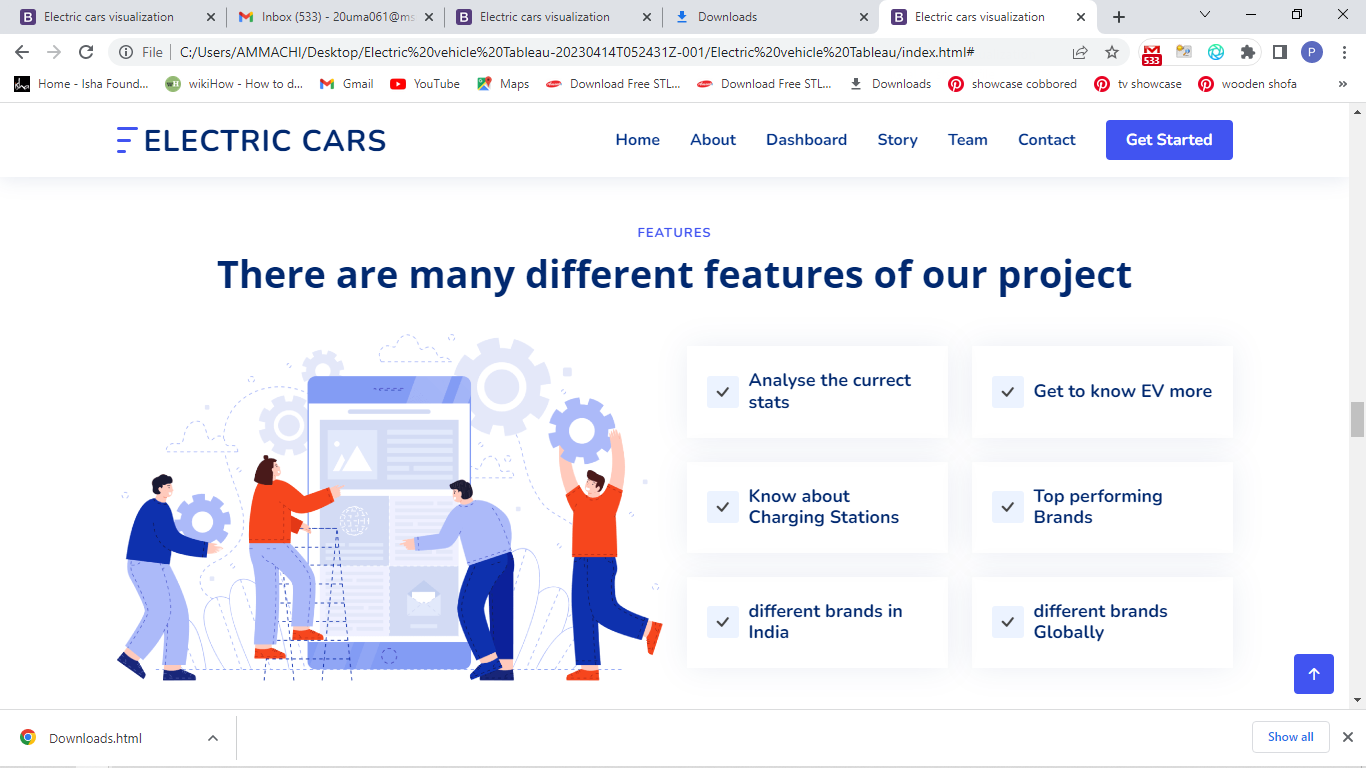 Electric cars visualization
Inbox (533) - 20uma061@ms
Electric cars visualization
Downloads
Electric cars visualization
File
C:/Users/AMMACHI/Desktop/Electric%20vehicle%20Tableau-20230414T052431Z-001/Electric%20vehicle%20Tableau/index.html#
533
P
Home - Isha Found...
wikiHow - How to d...
Gmail
YouTube
Maps
Download Free STL...
Download Free STL...
Downloads
showcase cobbored
tv showcase
wooden shofa
»
ELECTRIC CARS
Home
About
Dashboard
Story
Team
Contact
Get Started
FEATURES
There are many different features of our project
Analyse the currect
stats
Get to know EV more
Know about
Charging Stations
Top performing
Brands
different brands in
India
different brands
Globally
Downloads.html
Show all